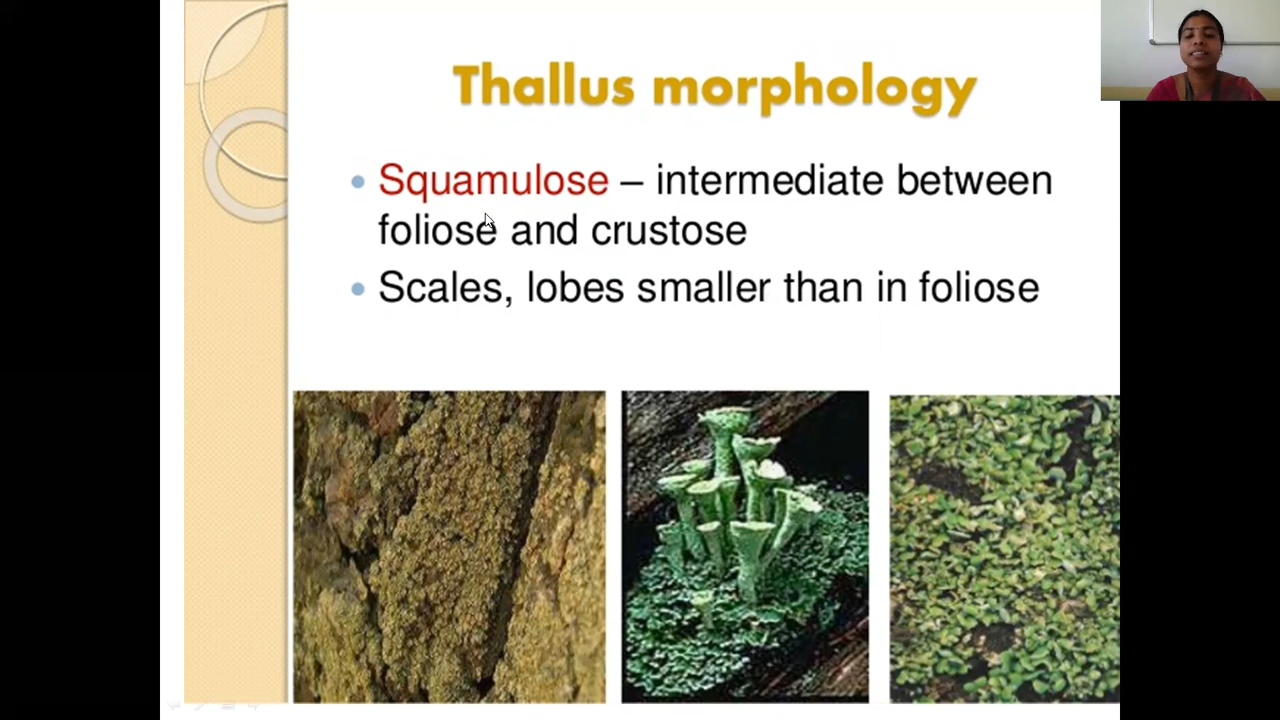 Thallus morphology
Squamulose – intermediate between
foliose and crustose
Scales, lobes smaller than in foliose